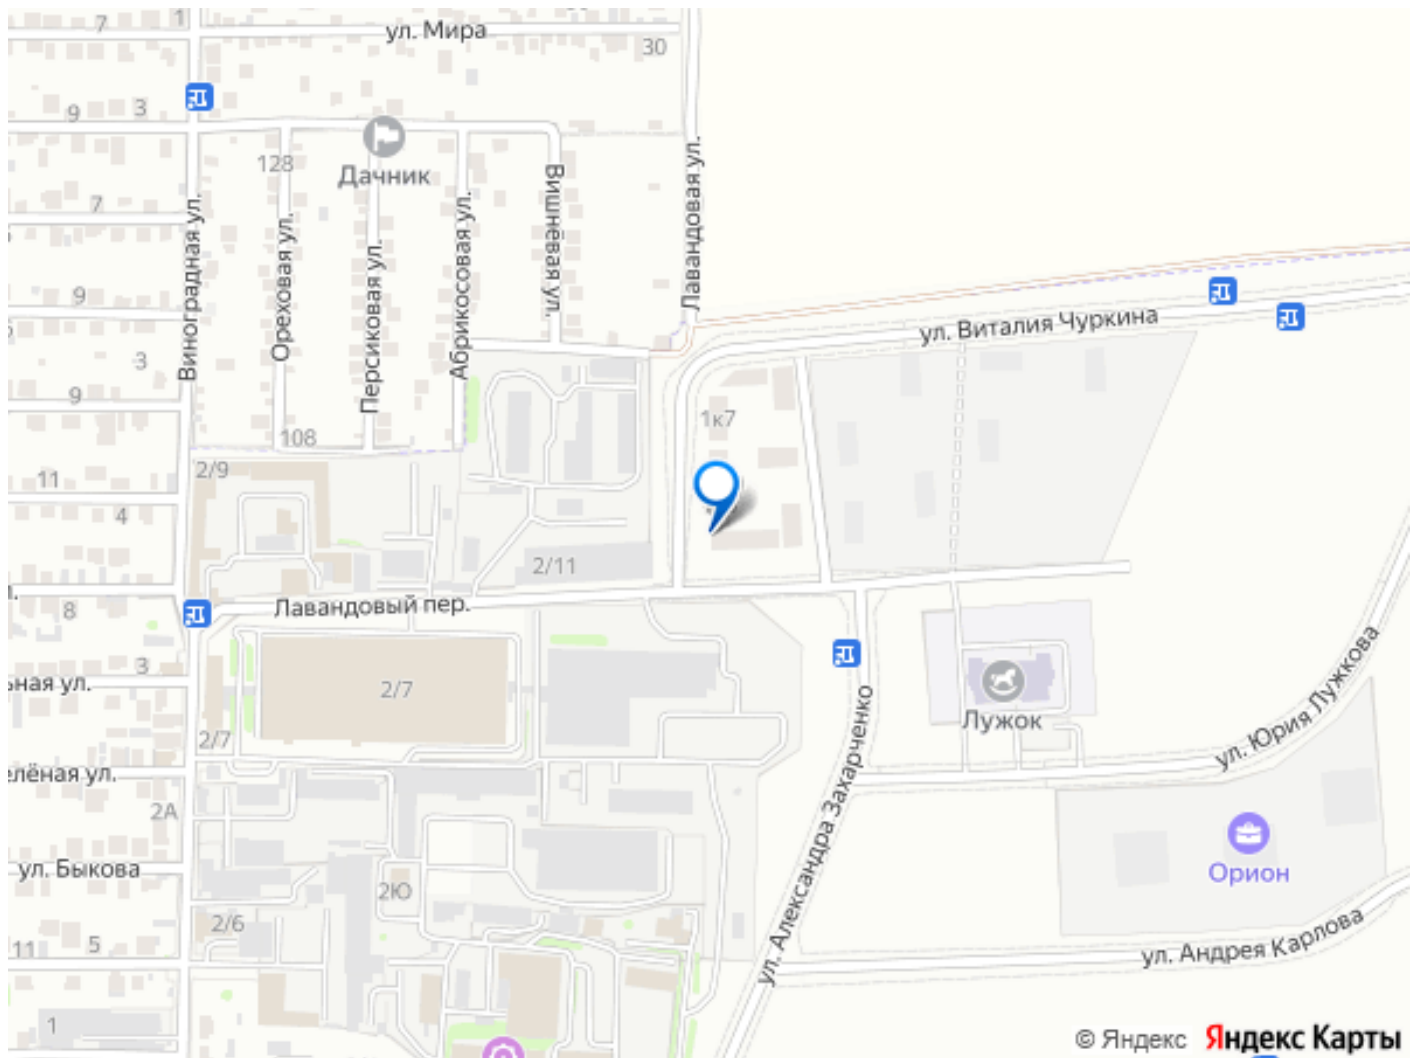 7
1
ул. Мира
30
9
3
128
Дачник
7
Виноградная ул.
Ореховая ул.
Персиковая ул.
Абрикосовая ул.
Вишнёвая ул.
Лавандовая ул.
9
3
9
ул. Виталия Чуркина
1к7
108
2/9
11
4
2/11
8
Лавандовый пер.
3
ьная ул.
2/7
2/7
Лужок
ул. Юрия Лужкова
елёная ул.
2А
ул. Александра Захарченко
Орион
ул. Быкова
2Ю
2/6
11
5
ул. Андрея Карлова
1
© Яндекс Яндекс Карты